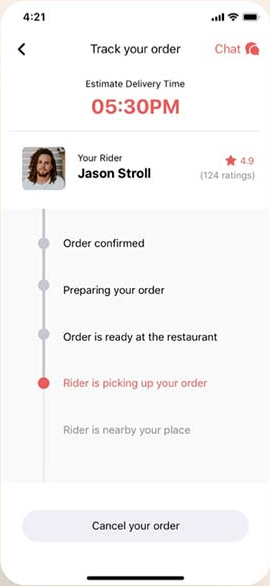 4:21
Track your order
Chat
Estimate Delivery Time
05:30PM
Your Rider
Jason Stroll
4.9
(124 ratings)
Order confirmed
Preparing your order
Order is ready at the restaurant
Rider is picking up your order
Rider is nearby your place
Cancel your order